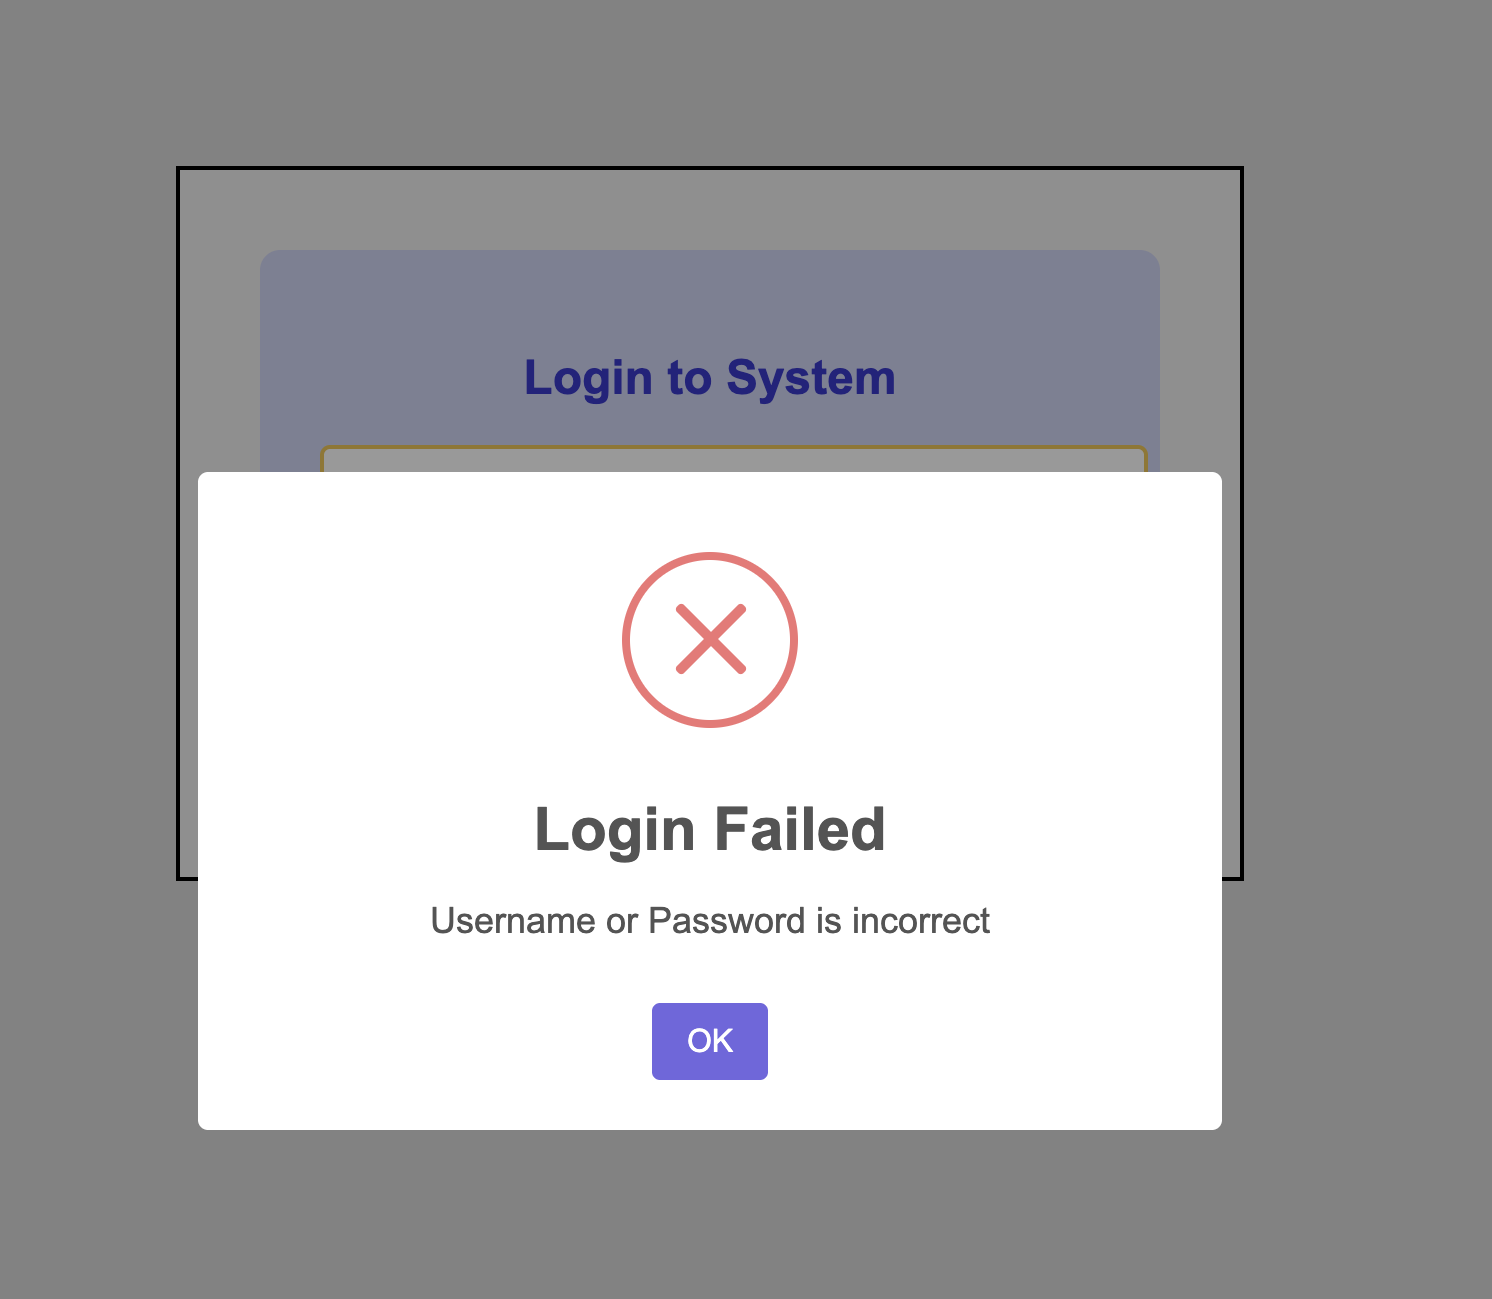 Login to System
Login Failed
Username or Password is incorrect
OK